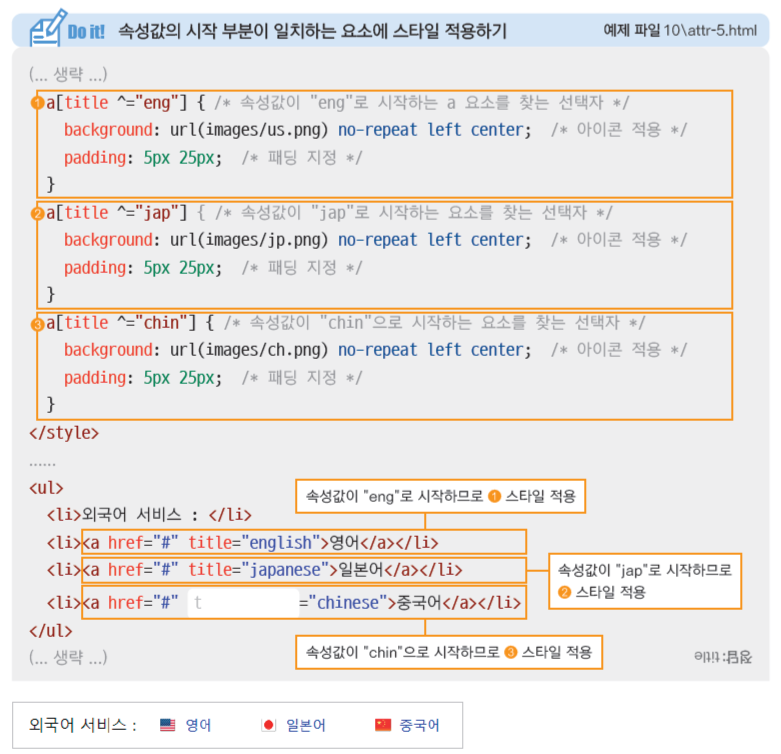 Do it! 속성값의 시작 부분이 일치하는 요소에 스타일 적용하기 예제 파일 10\attr-5.html
(... 생략 ...)
1 a[title ^="eng"] { /* 속성값이 "eng"로 시작하는 a 요소를 찾는 선택자 */
background: url(images/us.png) no-repeat left center; /* 아이콘 적용 */
padding: 5px 25px; /* 패딩 지정 */
}
2 a[title ^="jap"] { /* 속성값이 "jap"로 시작하는 요소를 찾는 선택자 */
background: url(images/jp.png) no-repeat left center; /* 아이콘 적용 */
padding: 5px 25px; /* 패딩 지정 */
}
3 a[title ^="chin"] { /* 속성값이 "chin"으로 시작하는 요소를 찾는 선택자 */
background: url(images/ch.png) no-repeat left center; /* 아이콘 적용 */
padding: 5px 25px; /* 패딩 지정 */
}
</style>
......
<ul>
속성값이 "eng"로 시작하므로 1 스타일 적용
<li>외국어 서비스 : </li>
<li><a href="#" title="english">영어</a></li>
<li><a href="#" title="japanese">일본어</a></li>
속성값이 "jap"로 시작하므로
2 스타일 적용
<li><a href="#" t ="chinese">중국어</a></li>
</ul>
속성값이 "chin"으로 시작하므로 3 스타일 적용
(... 생략 ...)
정답: title
외국어 서비스 : 영어 일본어 중국어